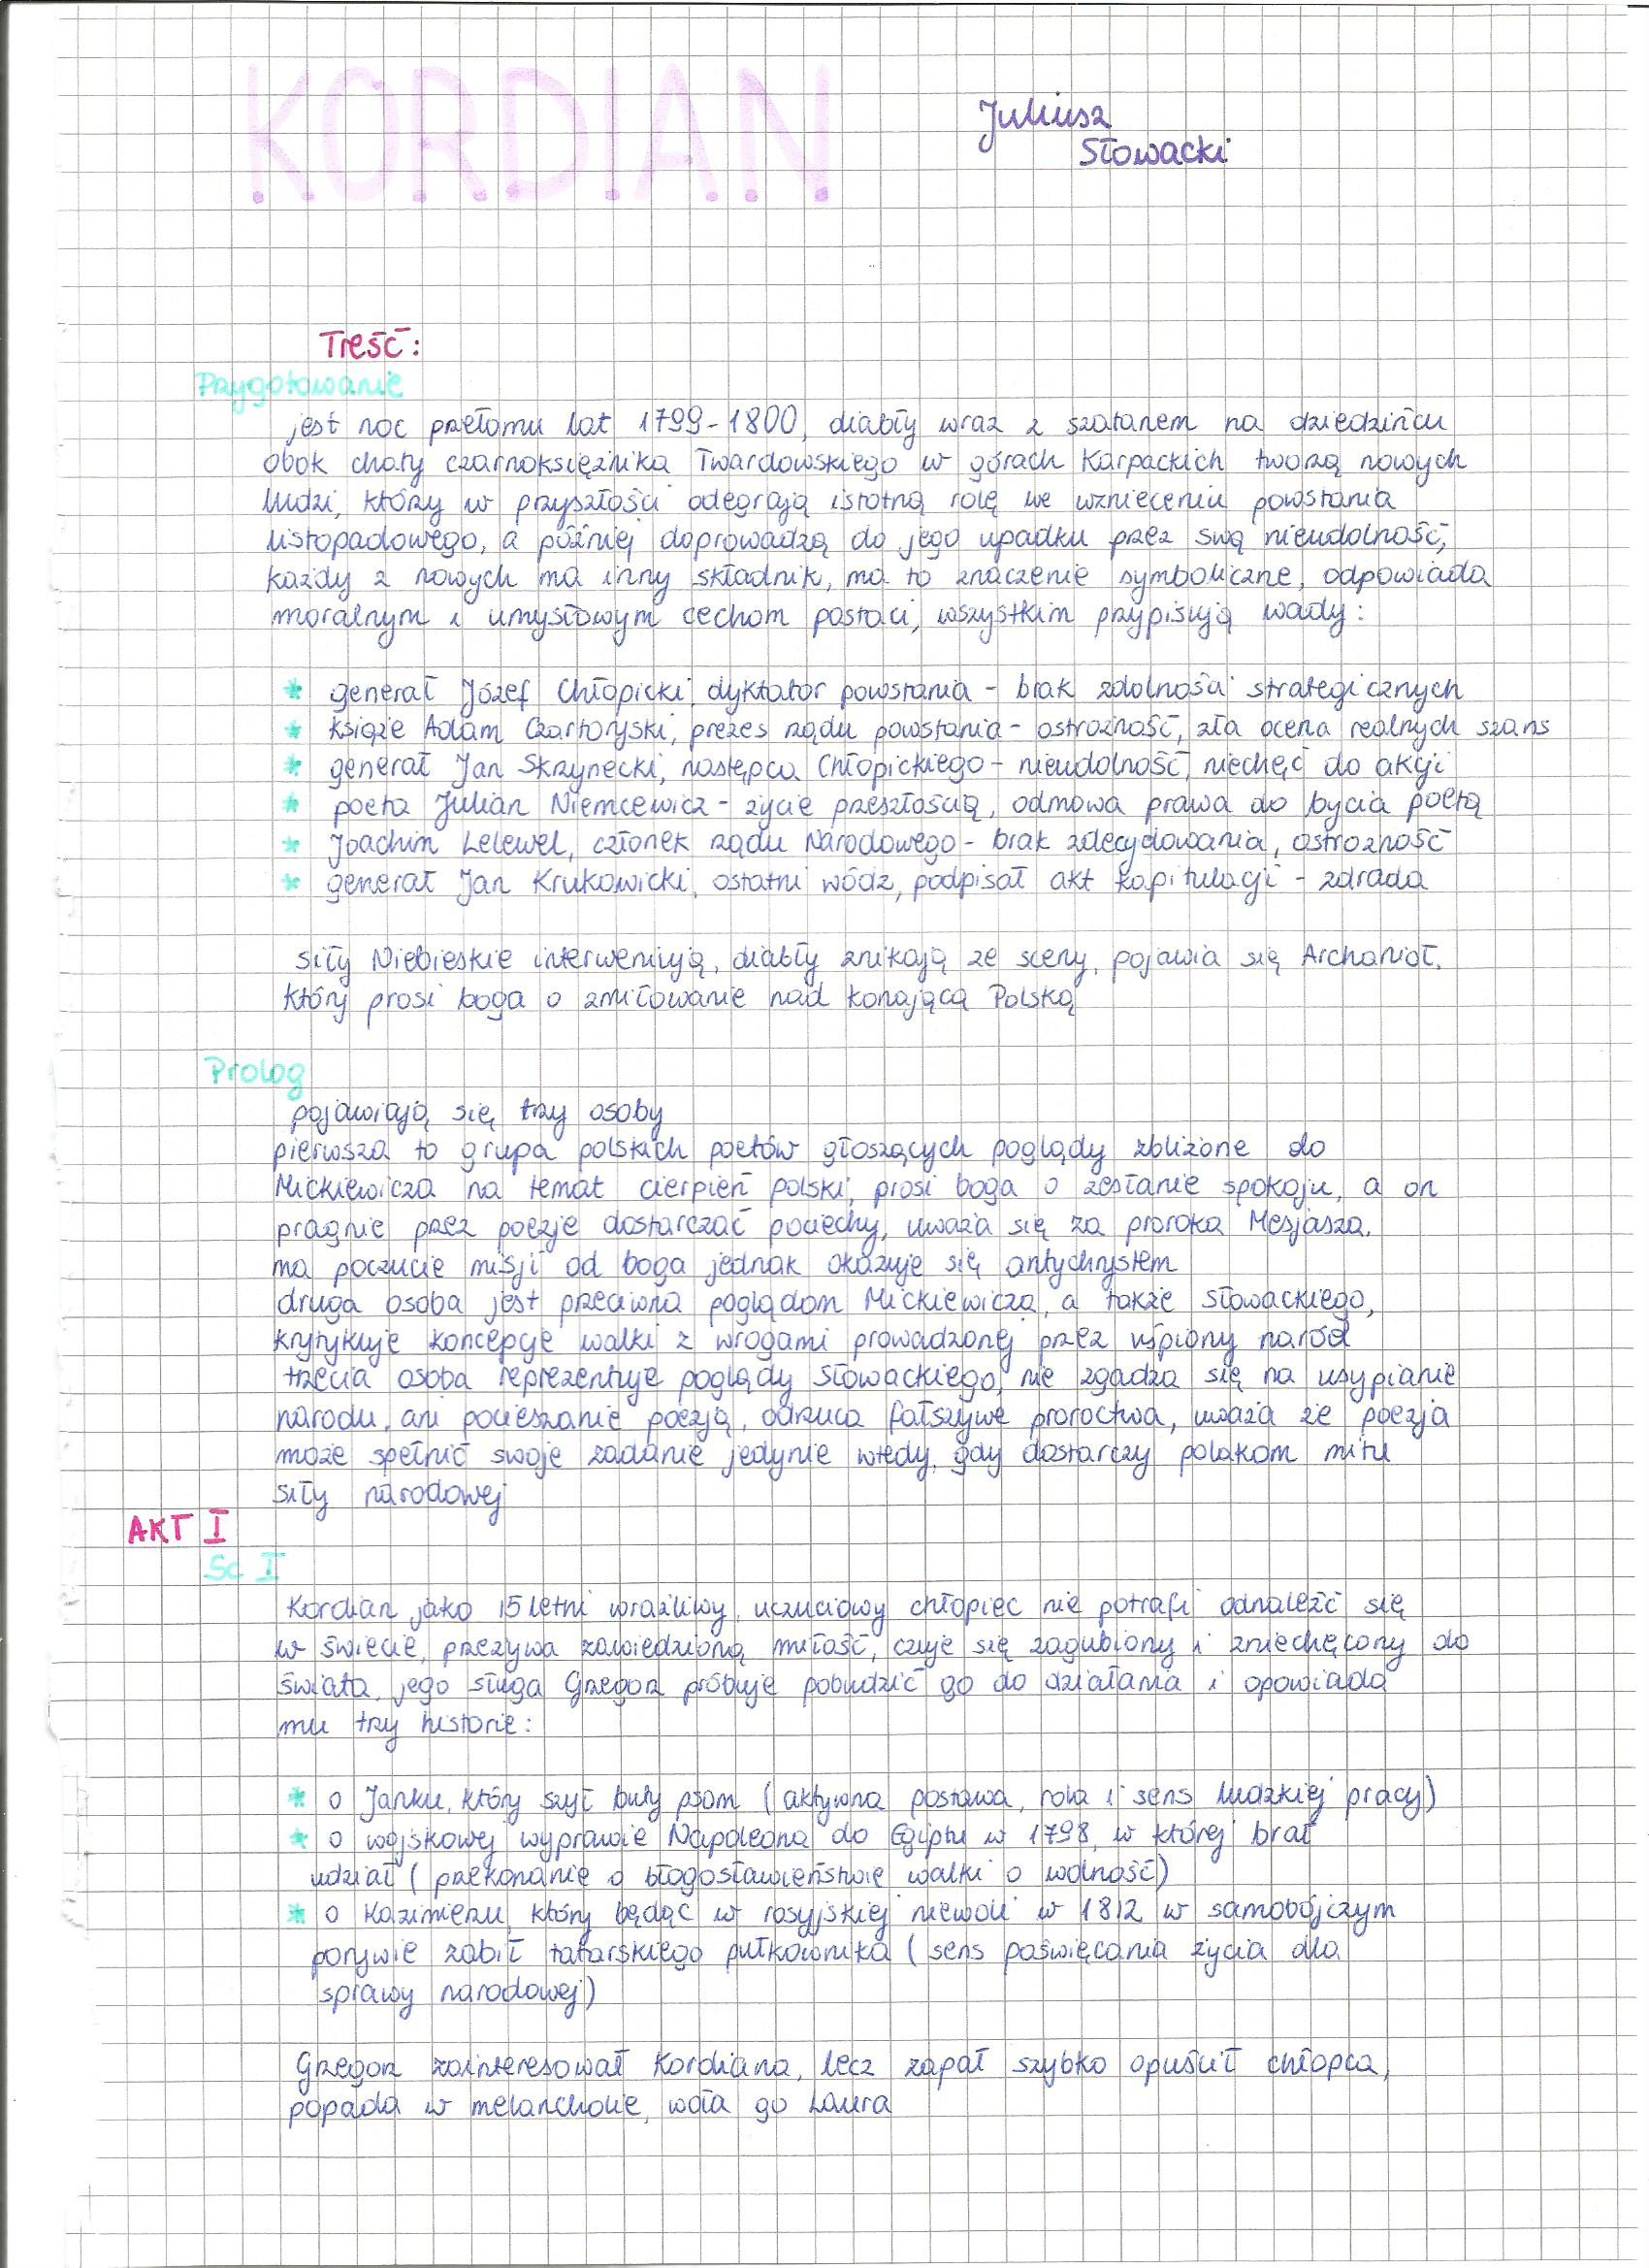 KORDIAN
Juliusz
Słowacki
Treść:
Przygotowanie
jest noc przełomu lat 1799-1800, diabły wraz z szatanem na dziedzińcu
obok chaty czarnoksiężnika Twardowskiego w górach Karpackich tworzą nowych
ludzi, którzy w przyszłości odegrają istotną rolę we wznieceniu powstania
listopadowego, a później doprowadzą do jego upadku przez swą nieudolność,
każdy z nowych ma inny składnik, ma to znaczenie symboliczne, odpowiada
moralnym i umysłowym cechom postaci, wszystkim przypisują wady:
* generał Józef Chłopicki, dyktator powstania - brak zdolności strategicznych
* książe Adam Czartoryski, prezes rządu powstania - ostrożność, zła ocena realnych szans
* generał Jan Skrzynecki, następca Chłopickiego - nieudolność, niechęć do akcji
* poeta Julian Niemcewicz - życie przeszłością, odmowa prawa do bycia poetą
* Joachim Lelewel, członek rządu Narodowego - brak zdecydowania, ostrożność
* generał Jan Krukowicki, ostatni wódz, podpisał akt kapitulacji - zdrada
siły Niebieskie interweniują, diabły znikają ze sceny, pojawia się Archanioł,
który prosi boga o zmiłowanie nad konającą Polską
Prolog
pojawiają się trzy osoby
pierwsza to grupa polskich poetów głoszących poglądy zbliżone do
Mickiewicza na temat cierpień polski, prosi boga o zesłanie spokoju, a on
pragnie przez poezje dostarczać pociechy, uważa się za proroka Mesjasza,
ma poczucie misji od boga jednak okazuje się antychrystem
druga osoba jest przeciwna poglądom Mickiewicza, a także Słowackiego,
krytykuje koncepcje walki z wrogami prowadzonej przez uśpiony naród
trzecia osoba reprezentuje poglądy Słowackiego, nie zgadza się na usypianie
narodu, ani pocieszanie poezją, odrzuca fałszywe proroctwa, uważa że poezja
może spełnić swoje zadanie jedynie wtedy, gdy dostarczy polakom mitu
siły narodowej
AKT I
Sc I
Kordian jako 15 letni wrażliwy, uczuciowy chłopiec nie potrafi odnaleźć się
w świecie, przeżywa zawiedzioną miłość, czuje się zagubiony i zniechęcony do
świata, jego sługa Grzegorz próbuje pobudzić go do działania i opowiada
mu trzy historie:
* o Janku, który szył buty psom (aktywna postawa, rola i sens ludzkiej pracy)
* o wojskowej wyprawie Napoleona do Egiptu w 1798, w której brał
udział (przekonanie o błogosławieństwie walki o wolność)
* o Kazimierzu, który będąc w rosyjskiej niewoli w 1812 w samobójczym
porywie zabił tatarskiego pułkownika (sens poświęcania życia dla
sprawy narodowej)
Grzegorz zainteresował Kordiana, lecz zapał szybko opuścił chłopca,
popada w melancholie, woła go Laura